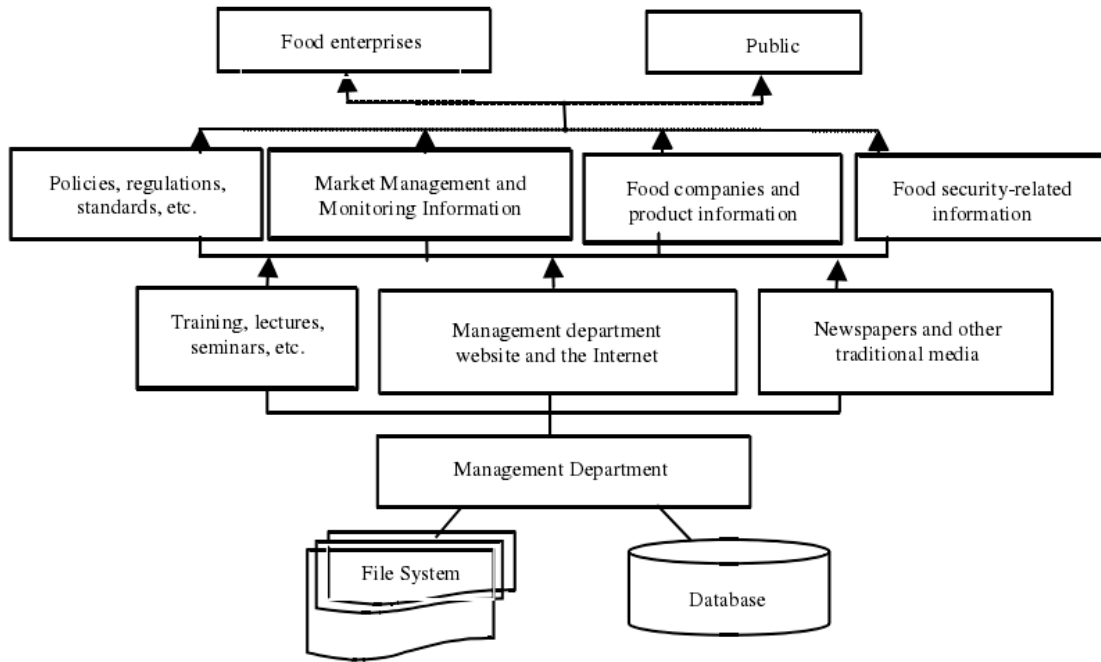 Food enterprises
Public
Policies, regulations,
standards, etc.
Market Management and
Monitoring Information
Food companies and
product information
Food security-related
information
Training, lectures,
seminars, etc.
Management department
website and the Internet
Newspapers and other
traditional media
Management Department
File System
Database